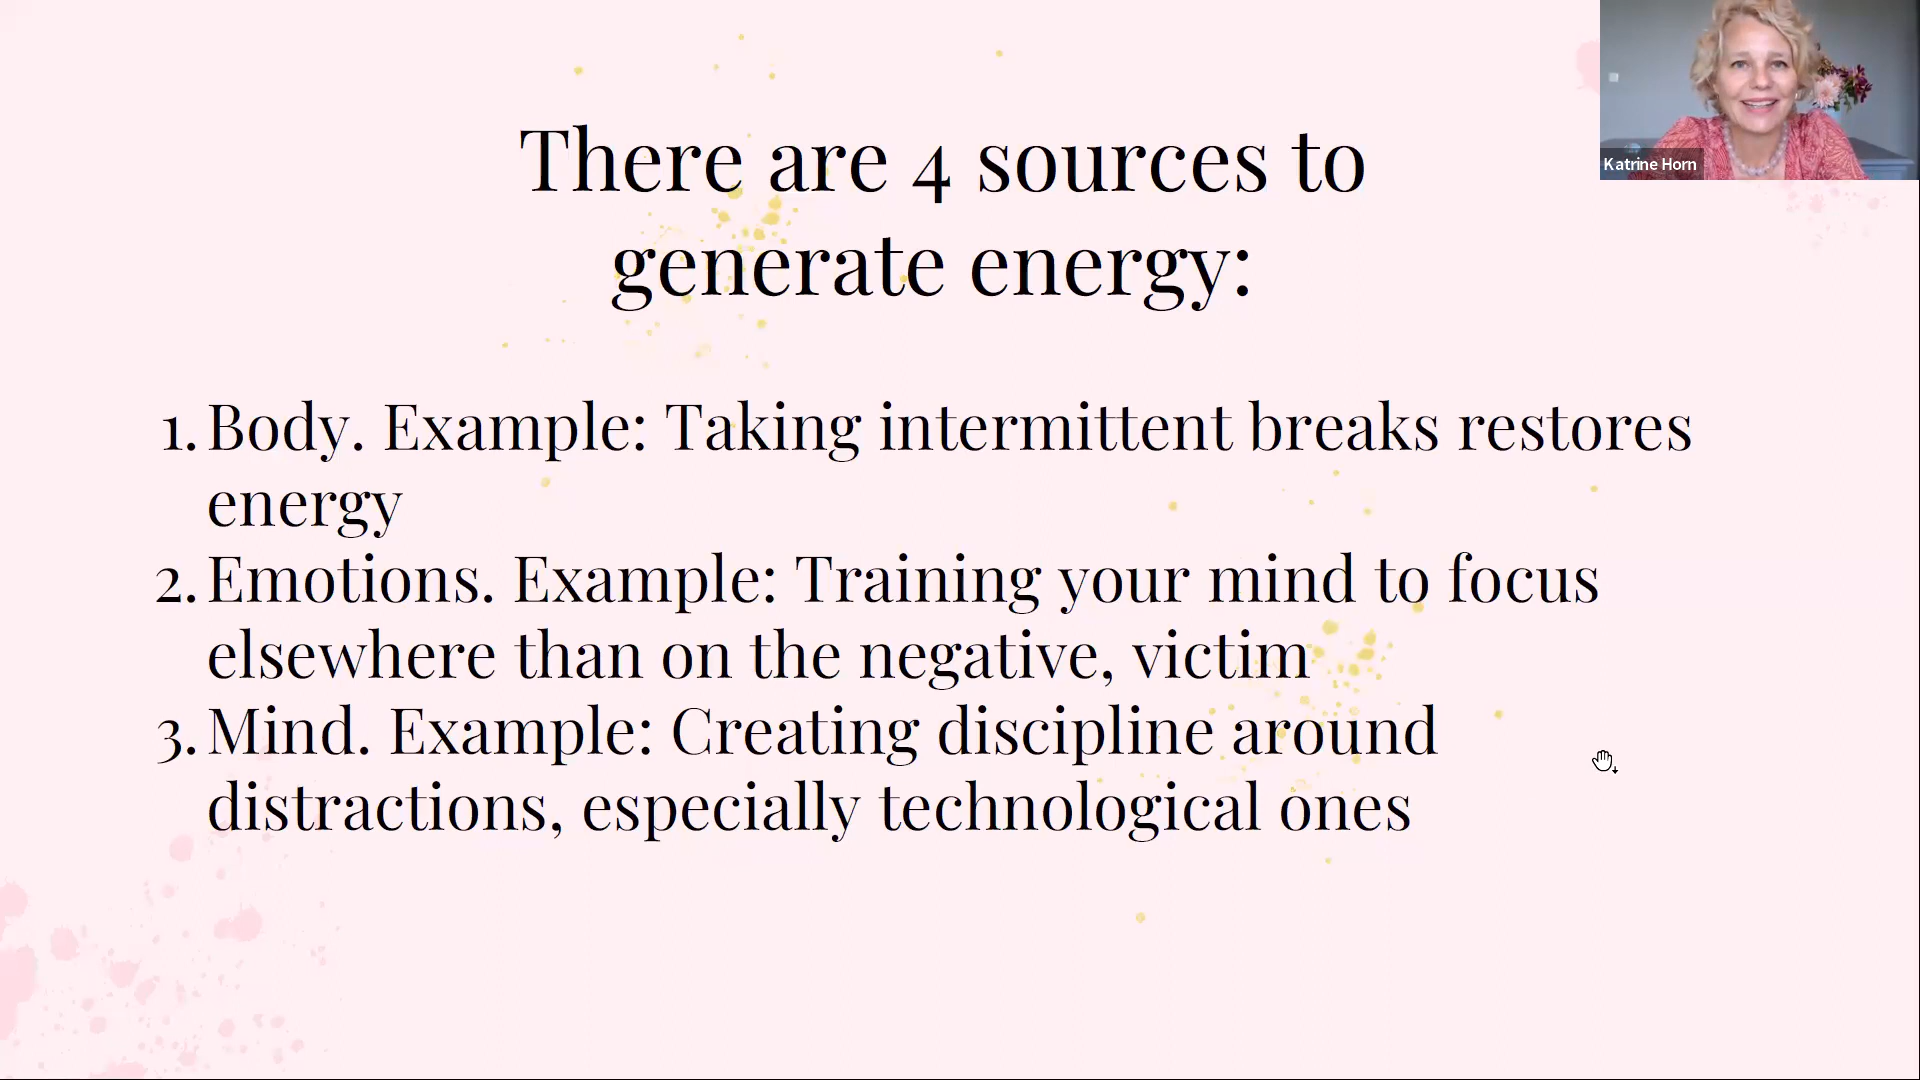 There are 4 sources to
generate energy:
Katrine Horn
1. Body. Example: Taking intermittent breaks restores
energy
2. Emotions. Example: Training your mind to focus
elsewhere than on the negative, victim
3. Mind. Example: Creating discipline around
distractions, especially technological ones